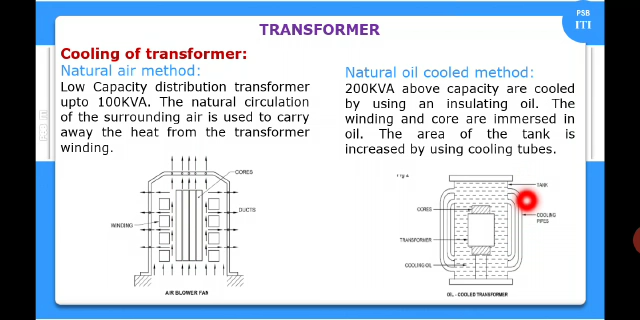 TRANSFORMER
PSB
ITI
Cooling of transformer:
Natural air method:
Low Capacity distribution transformer
upto 100KVA. The natural circulation
of the surrounding air is used to carry
away the heat from the transformer
winding.
Natural oil cooled method:
200KVA above capacity are cooled
by using an insulating oil. The
winding and core are immersed in
oil. The area of the tank is
increased by using cooling tubes.
CORES
DUCTS
WINDING
AIR BLOWER FAN
TANK
CORES
COOLING
PIPES
TRANSFORMER
COOLING OIL
OIL - COOLED TRANSFORMER